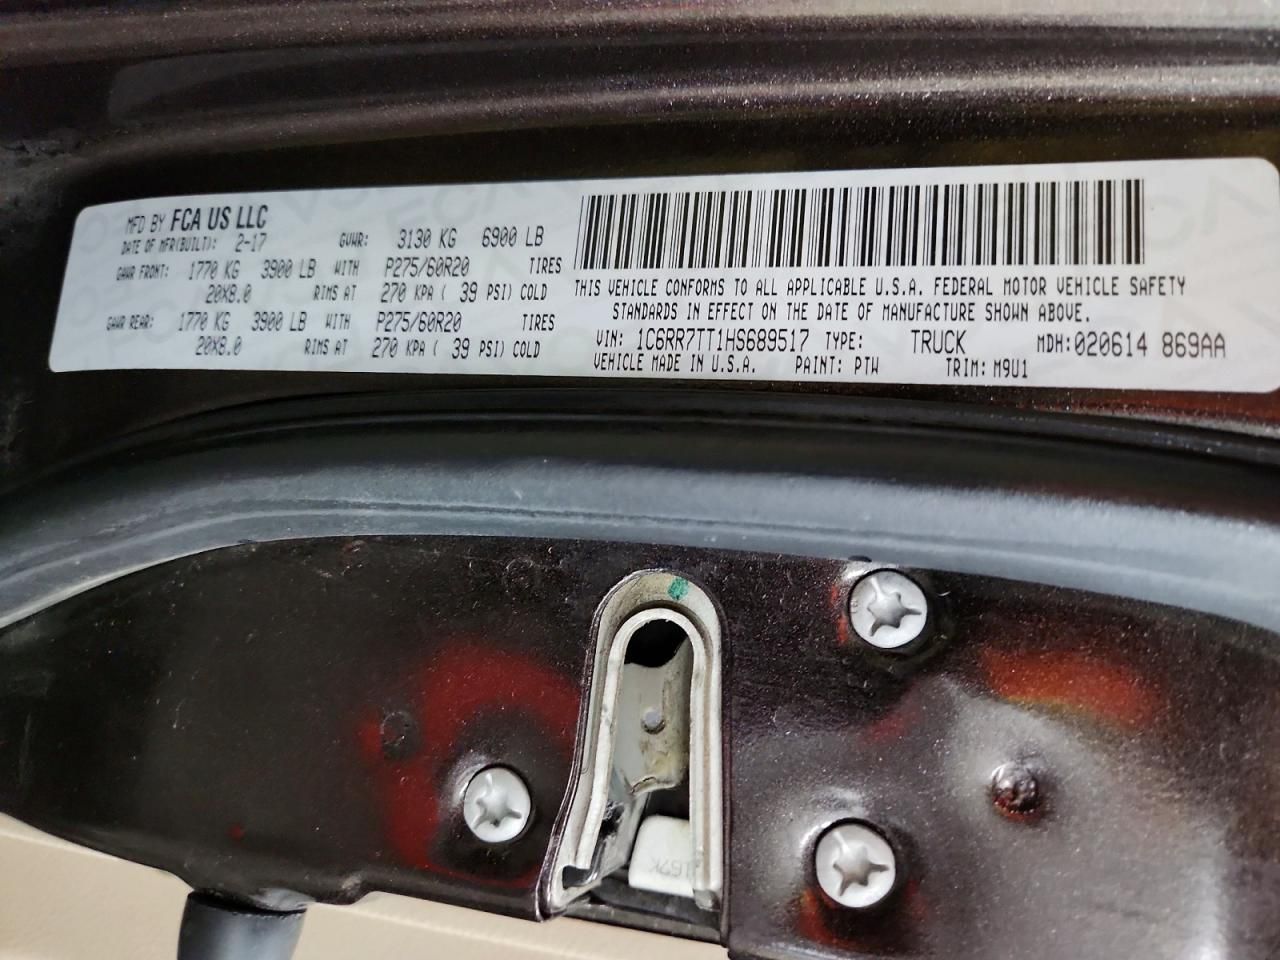 MFD BY FCA US LLC
DATE OF MFR(BUILT): 2-17 GVWR: 3130 KG 6900 LB
GAWR FRONT: 1770 KG 3900 LB WITH P275/60R20 TIRES
20X8.0 RIMS AT 270 KPA ( 39 PSI) COLD
GAWR REAR: 1770 KG 3900 LB WITH P275/60R20 TIRES
20X8.0 RIMS AT 270 KPA ( 39 PSI) COLD
THIS VEHICLE CONFORMS TO ALL APPLICABLE U.S.A. FEDERAL MOTOR VEHICLE SAFETY
STANDARDS IN EFFECT ON THE DATE OF MANUFACTURE SHOWN ABOVE.
VIN: 1C6RR7TT1HS689517 TYPE: TRUCK MDH:020614 869AA
VEHICLE MADE IN U.S.A. PAINT: PTW TRIM: M9U1